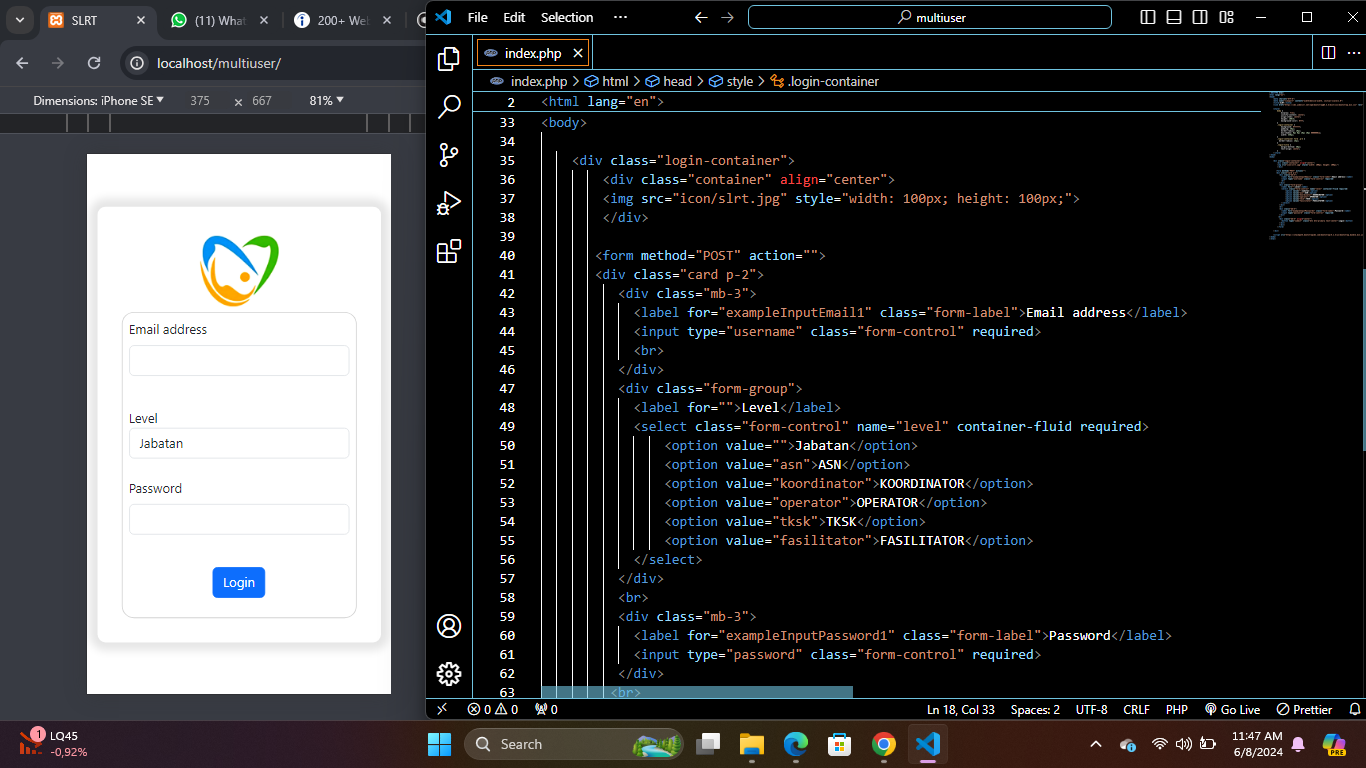 SLRT
(11) What
200+ Web
localhost/multiuser/
Dimensions: iPhone SE 375 × 667 81%
Email address
Level
Jabatan
Password
Login
File Edit Selection ···
multiuser
index.php
index.php > html > head > style > .login-container
2 <html lang="en">
33 <body>
34
35 <div class="login-container">
36 <div class="container" align="center">
37 <img src="icon/slrt.jpg" style="width: 100px; height: 100px;">
38 </div>
39
40 <form method="POST" action="">
41 <div class="card p-2">
42 <div class="mb-3">
43 <label for="exampleInputEmail1" class="form-label">Email address</label>
44 <input type="username" class="form-control" required>
45 <br>
46 </div>
47 <div class="form-group">
48 <label for="">Level</label>
49 <select class="form-control" name="level" container-fluid required>
50 <option value="">Jabatan</option>
51 <option value="asn">ASN</option>
52 <option value="koordinator">KOORDINATOR</option>
53 <option value="operator">OPERATOR</option>
54 <option value="tksk">TKSK</option>
55 <option value="fasilitator">FASILITATOR</option>
56 </select>
57 </div>
58 <br>
59 <div class="mb-3">
60 <label for="exampleInputPassword1" class="form-label">Password</label>
61 <input type="password" class="form-control" required>
62 </div>
63 <br>
0 0 0 Ln 18, Col 33 Spaces: 2 UTF-8 CRLF PHP Go Live Prettier
1
LQ45
-0,92%
Search
PRE
11:47 AM
6/8/2024